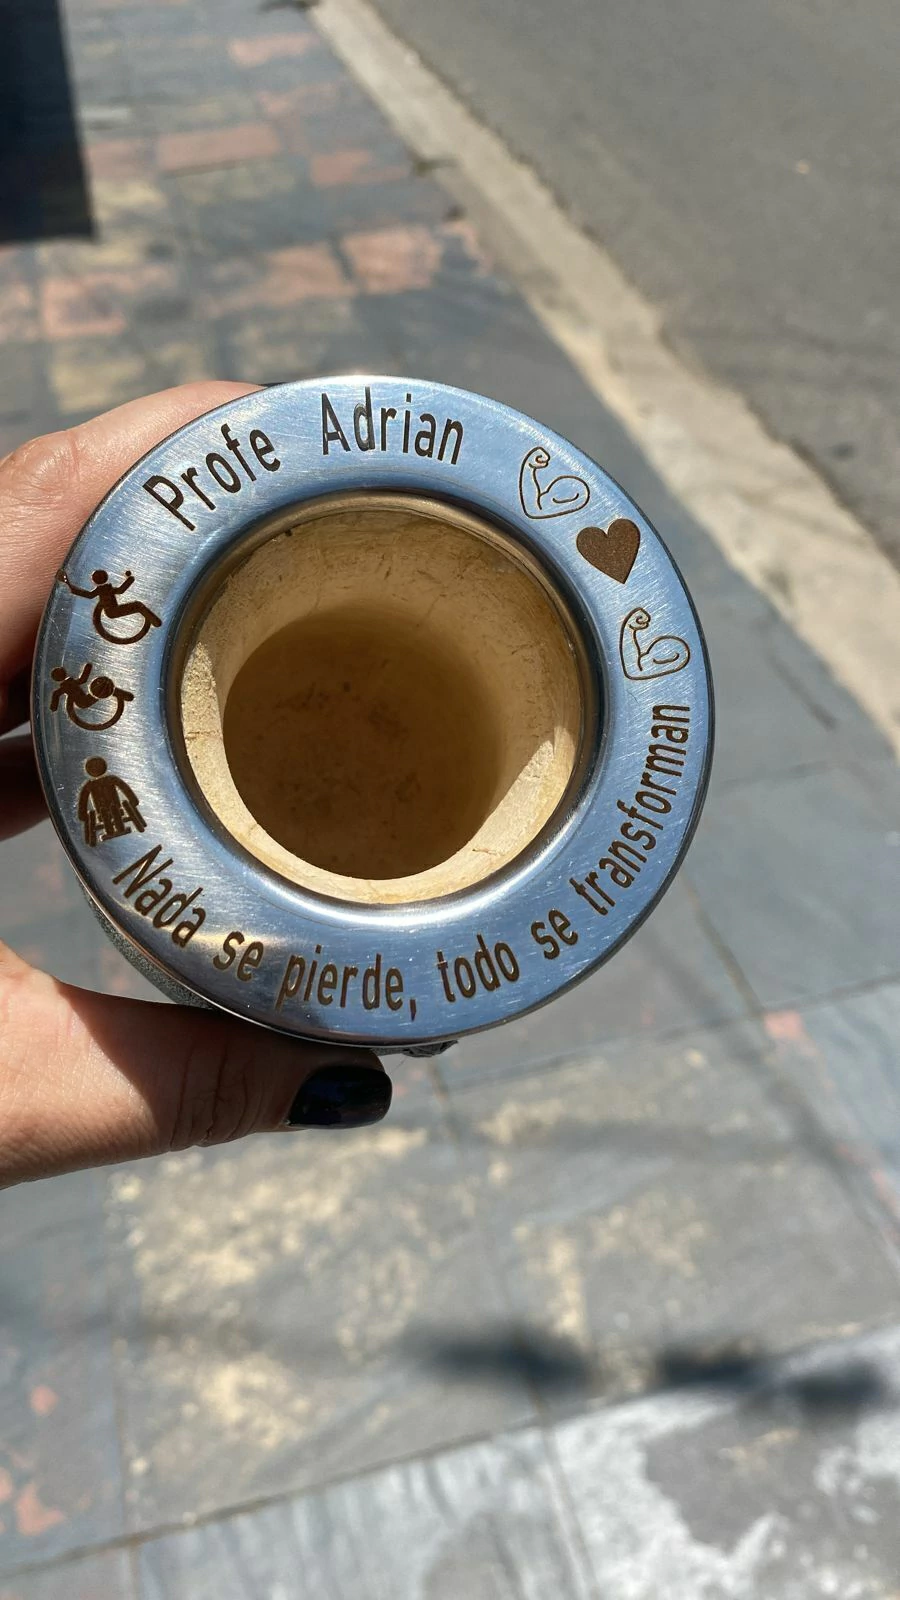 Profe Adrian
Nada se pierde, todo se transforman